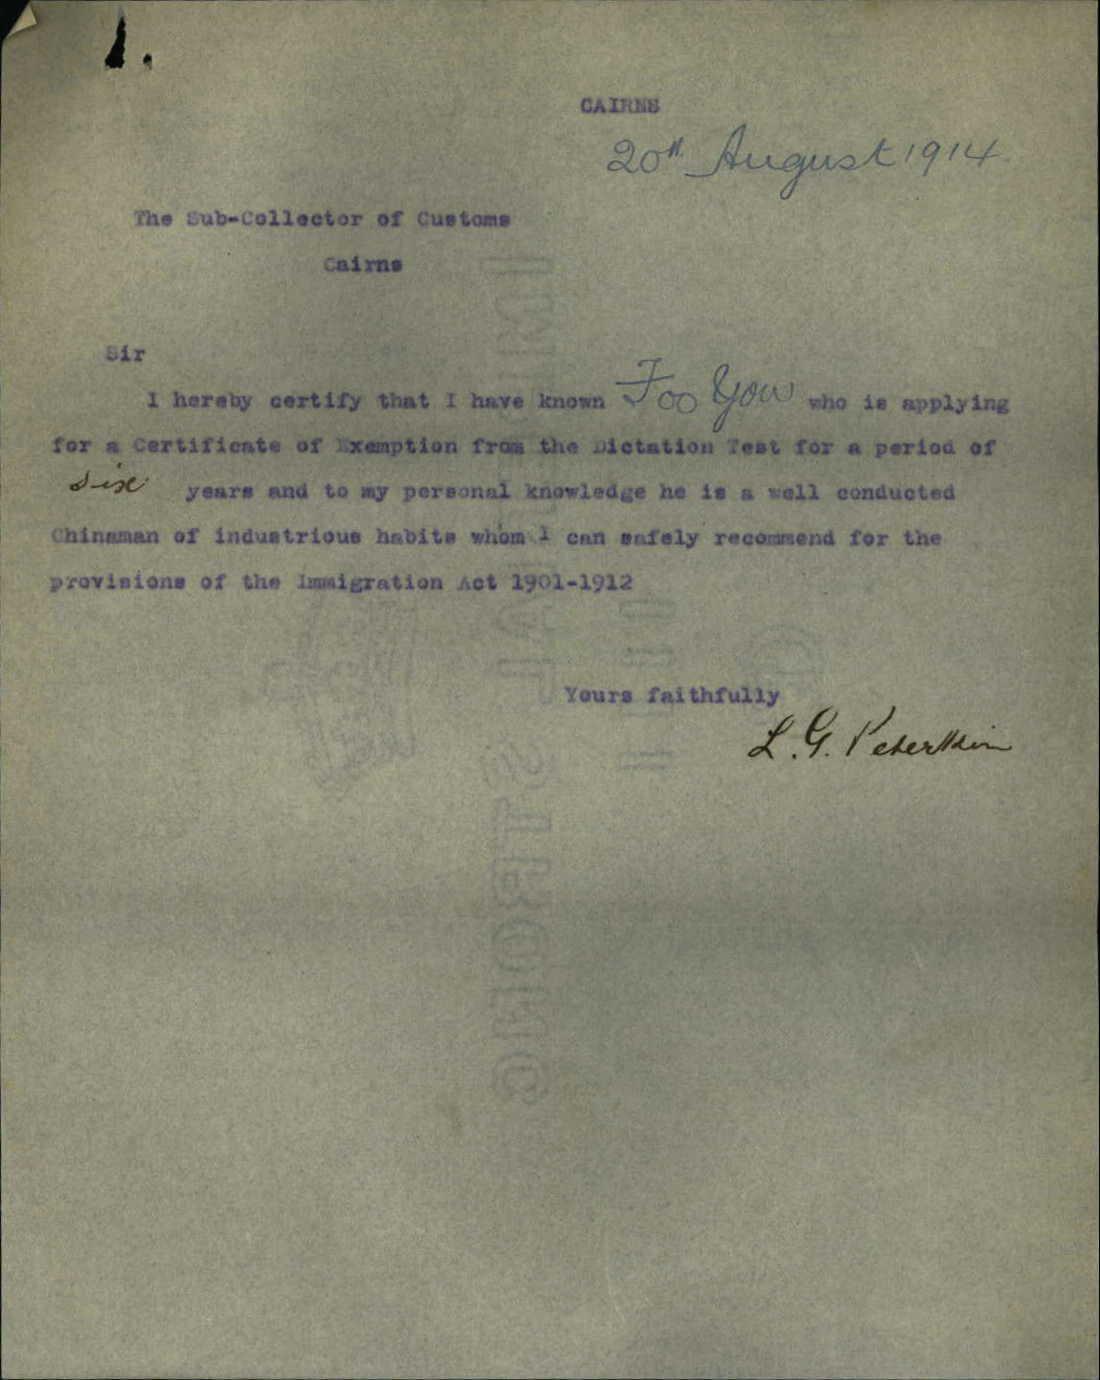 CAIRNS
20th August 1914.
The Sub-Collector of Customs
Cairns
Sir
I hereby certify that I have known Foo You who is applying
for a Certificate of Exemption from the Dictation Test for a period of
six years and to my personal knowledge he is a well conducted
Chinaman of industrious habits whom I can safely recommend for the
provisions of the Immigration Act 1901-1912
Yours faithfully
L. G. Peterkin